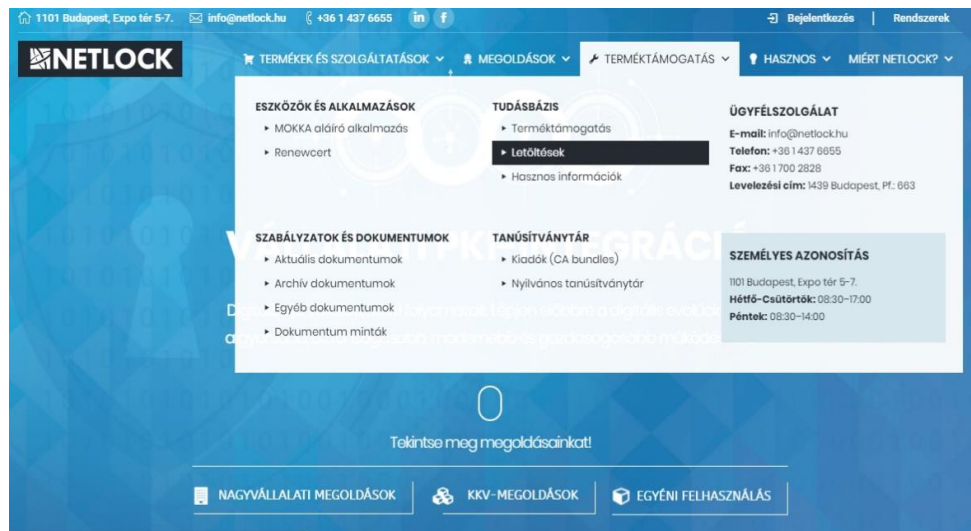 1101 Budapest, Expo tér 5-7. info@netlock.hu +36 1 437 6655 in f Bejelentkezés | Rendszerek
NETLOCK
TERMÉKEK ÉS SZOLGÁLTATÁSOK MEGOLDÁSOK TERMÉKTÁMOGATÁS HASZNOS MIÉRT NETLOCK?
ESZKÖZÖK ÉS ALKALMAZÁSOK
MOKKA aláíró alkalmazás
Renewcert
TUDÁSBÁZIS
Terméktámogatás
Letöltések
Hasznos információk
ÜGYFÉLSZOLGÁLAT
E-mail: info@netlock.hu
Telefon: +36 1 437 6655
Fax: +36 1 700 2828
Levelezési cím: 1439 Budapest, Pf.: 663
SZABÁLYZATOK ÉS DOKUMENTUMOK
Aktuális dokumentumok
Archív dokumentumok
Egyéb dokumentumok
Dokumentum minták
TANÚSÍTVÁNYTÁR
Kiadók (CA bundles)
Nyilvános tanúsítványtár
SZEMÉLYES AZONOSÍTÁS
1101 Budapest, Expo tér 5-7.
Hétfő-Csütörtök: 08:30-17:00
Péntek: 08:30-14:00
Tekintse meg megoldásainkat!
NAGYVÁLLALATI MEGOLDÁSOK KKV-MEGOLDÁSOK EGYÉNI FELHASZNÁLÁS